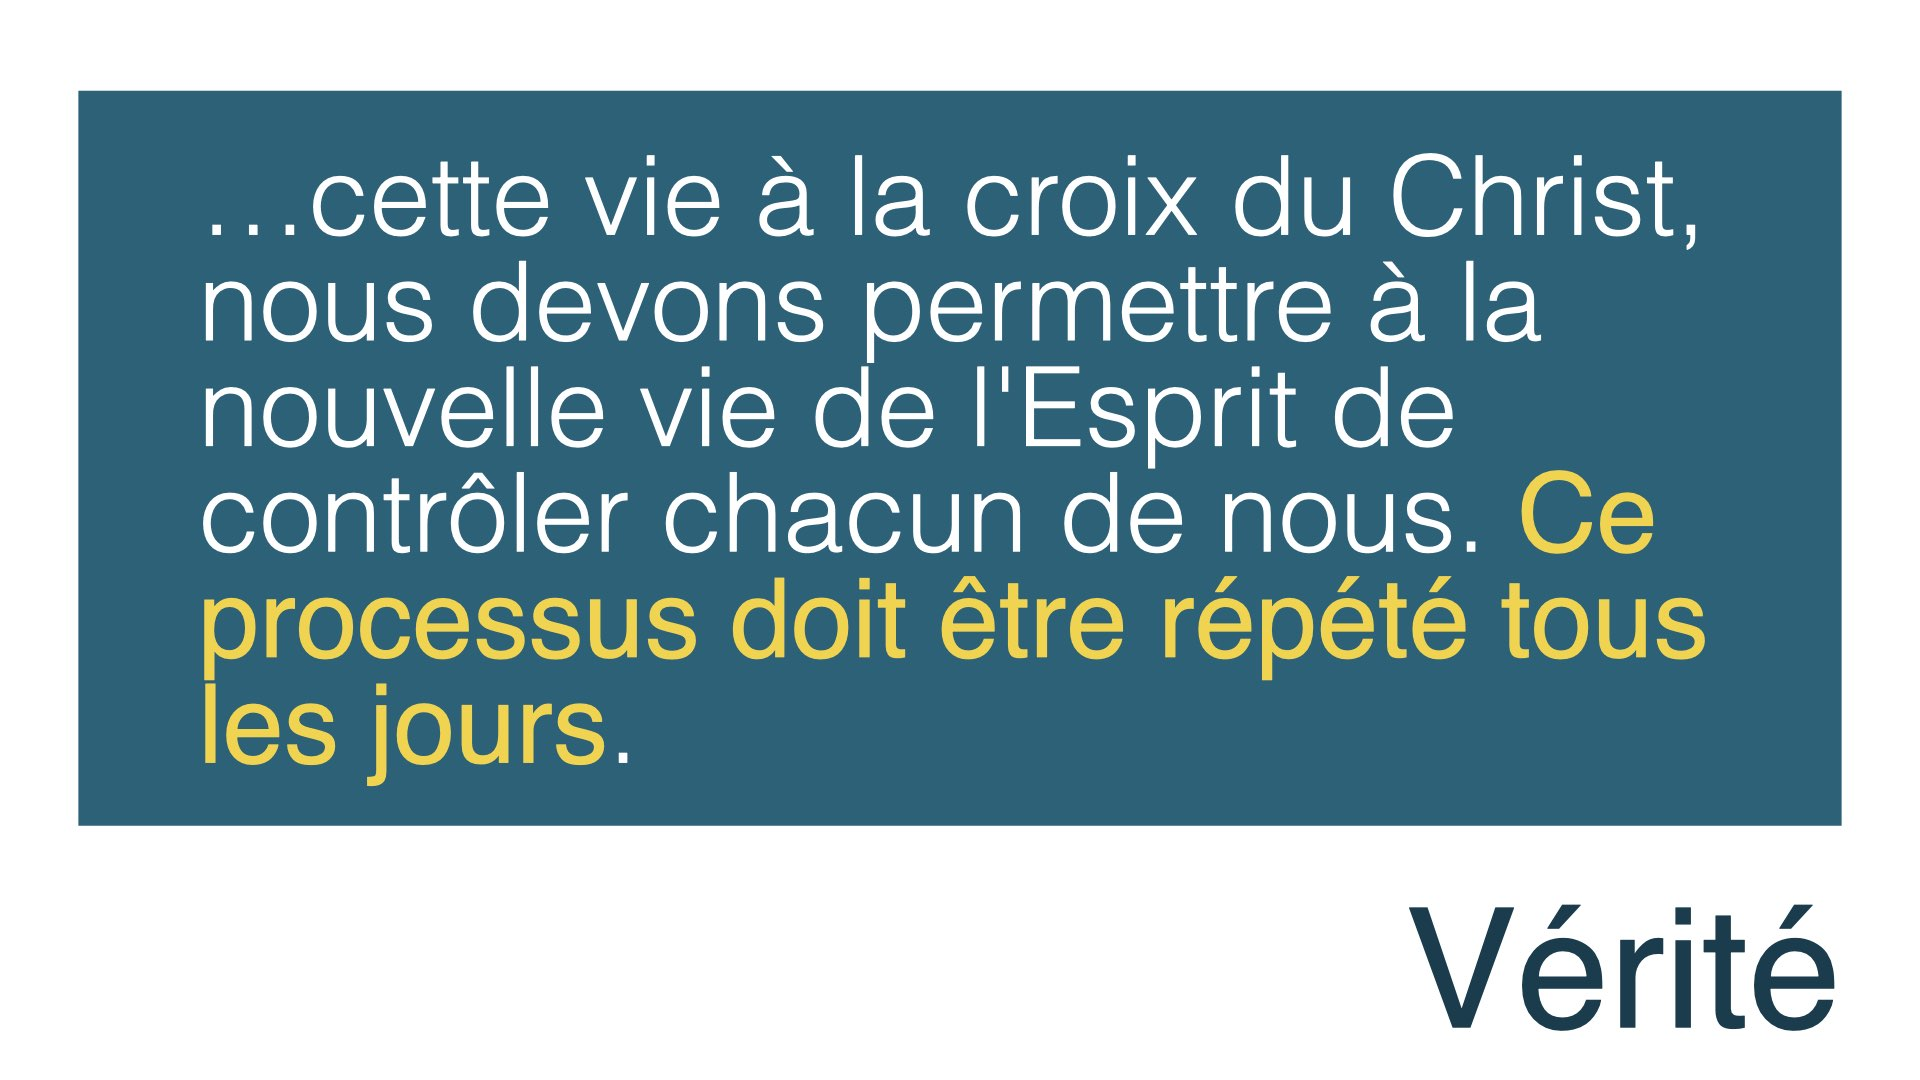 …cette vie à la croix du Christ,
nous devons permettre à la
nouvelle vie de l'Esprit de
contrôler chacun de nous. Ce
processus doit être répété tous
les jours.
Vérité